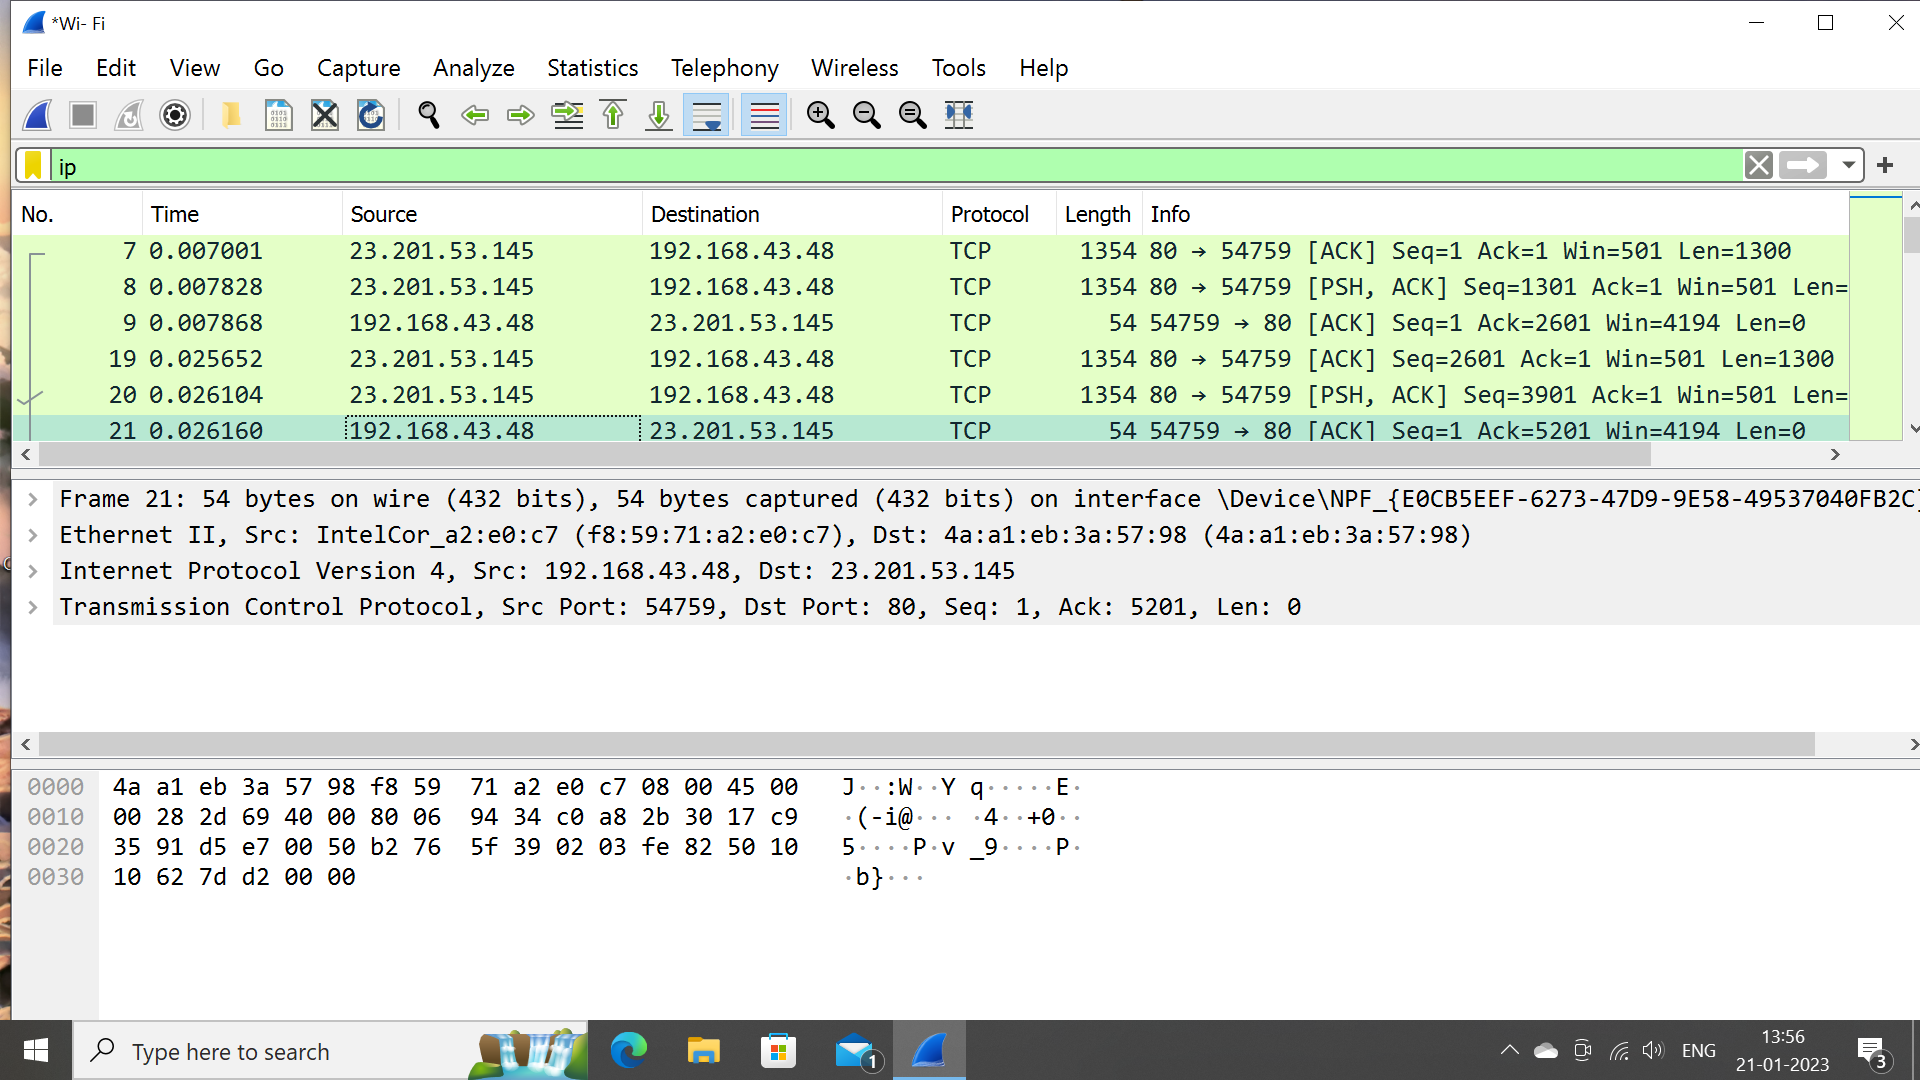 *Wi- Fi
File Edit View Go Capture Analyze Statistics Telephony Wireless Tools Help
ip
No. Time Source Destination Protocol Length Info
7 0.007001 23.201.53.145 192.168.43.48 TCP 1354 80 → 54759 [ACK] Seq=1 Ack=1 Win=501 Len=1300
8 0.007828 23.201.53.145 192.168.43.48 TCP 1354 80 → 54759 [PSH, ACK] Seq=1301 Ack=1 Win=501 Len=
9 0.007868 192.168.43.48 23.201.53.145 TCP 54 54759 → 80 [ACK] Seq=1 Ack=2601 Win=4194 Len=0
19 0.025652 23.201.53.145 192.168.43.48 TCP 1354 80 → 54759 [ACK] Seq=2601 Ack=1 Win=501 Len=1300
20 0.026104 23.201.53.145 192.168.43.48 TCP 1354 80 → 54759 [PSH, ACK] Seq=3901 Ack=1 Win=501 Len=
21 0.026160 192.168.43.48 23.201.53.145 TCP 54 54759 → 80 [ACK] Seq=1 Ack=5201 Win=4194 Len=0
Frame 21: 54 bytes on wire (432 bits), 54 bytes captured (432 bits) on interface \Device\NPF_{E0CB5EEF-6273-47D9-9E58-49537040FB2C}
Ethernet II, Src: IntelCor_a2:e0:c7 (f8:59:71:a2:e0:c7), Dst: 4a:a1:eb:3a:57:98 (4a:a1:eb:3a:57:98)
Internet Protocol Version 4, Src: 192.168.43.48, Dst: 23.201.53.145
Transmission Control Protocol, Src Port: 54759, Dst Port: 80, Seq: 1, Ack: 5201, Len: 0
0000 4a a1 eb 3a 57 98 f8 59 71 a2 e0 c7 08 00 45 00 J··:W··Y q·····E·
0010 00 28 2d 69 40 00 80 06 94 34 c0 a8 2b 30 17 c9 ·(-i@··· ·4··+0··
0020 35 91 d5 e7 00 50 b2 76 5f 39 02 03 fe 82 50 10 5····P·v _9····P·
0030 10 62 7d d2 00 00 ·b}···
Type here to search
1
ENG
13:56
21-01-2023
3